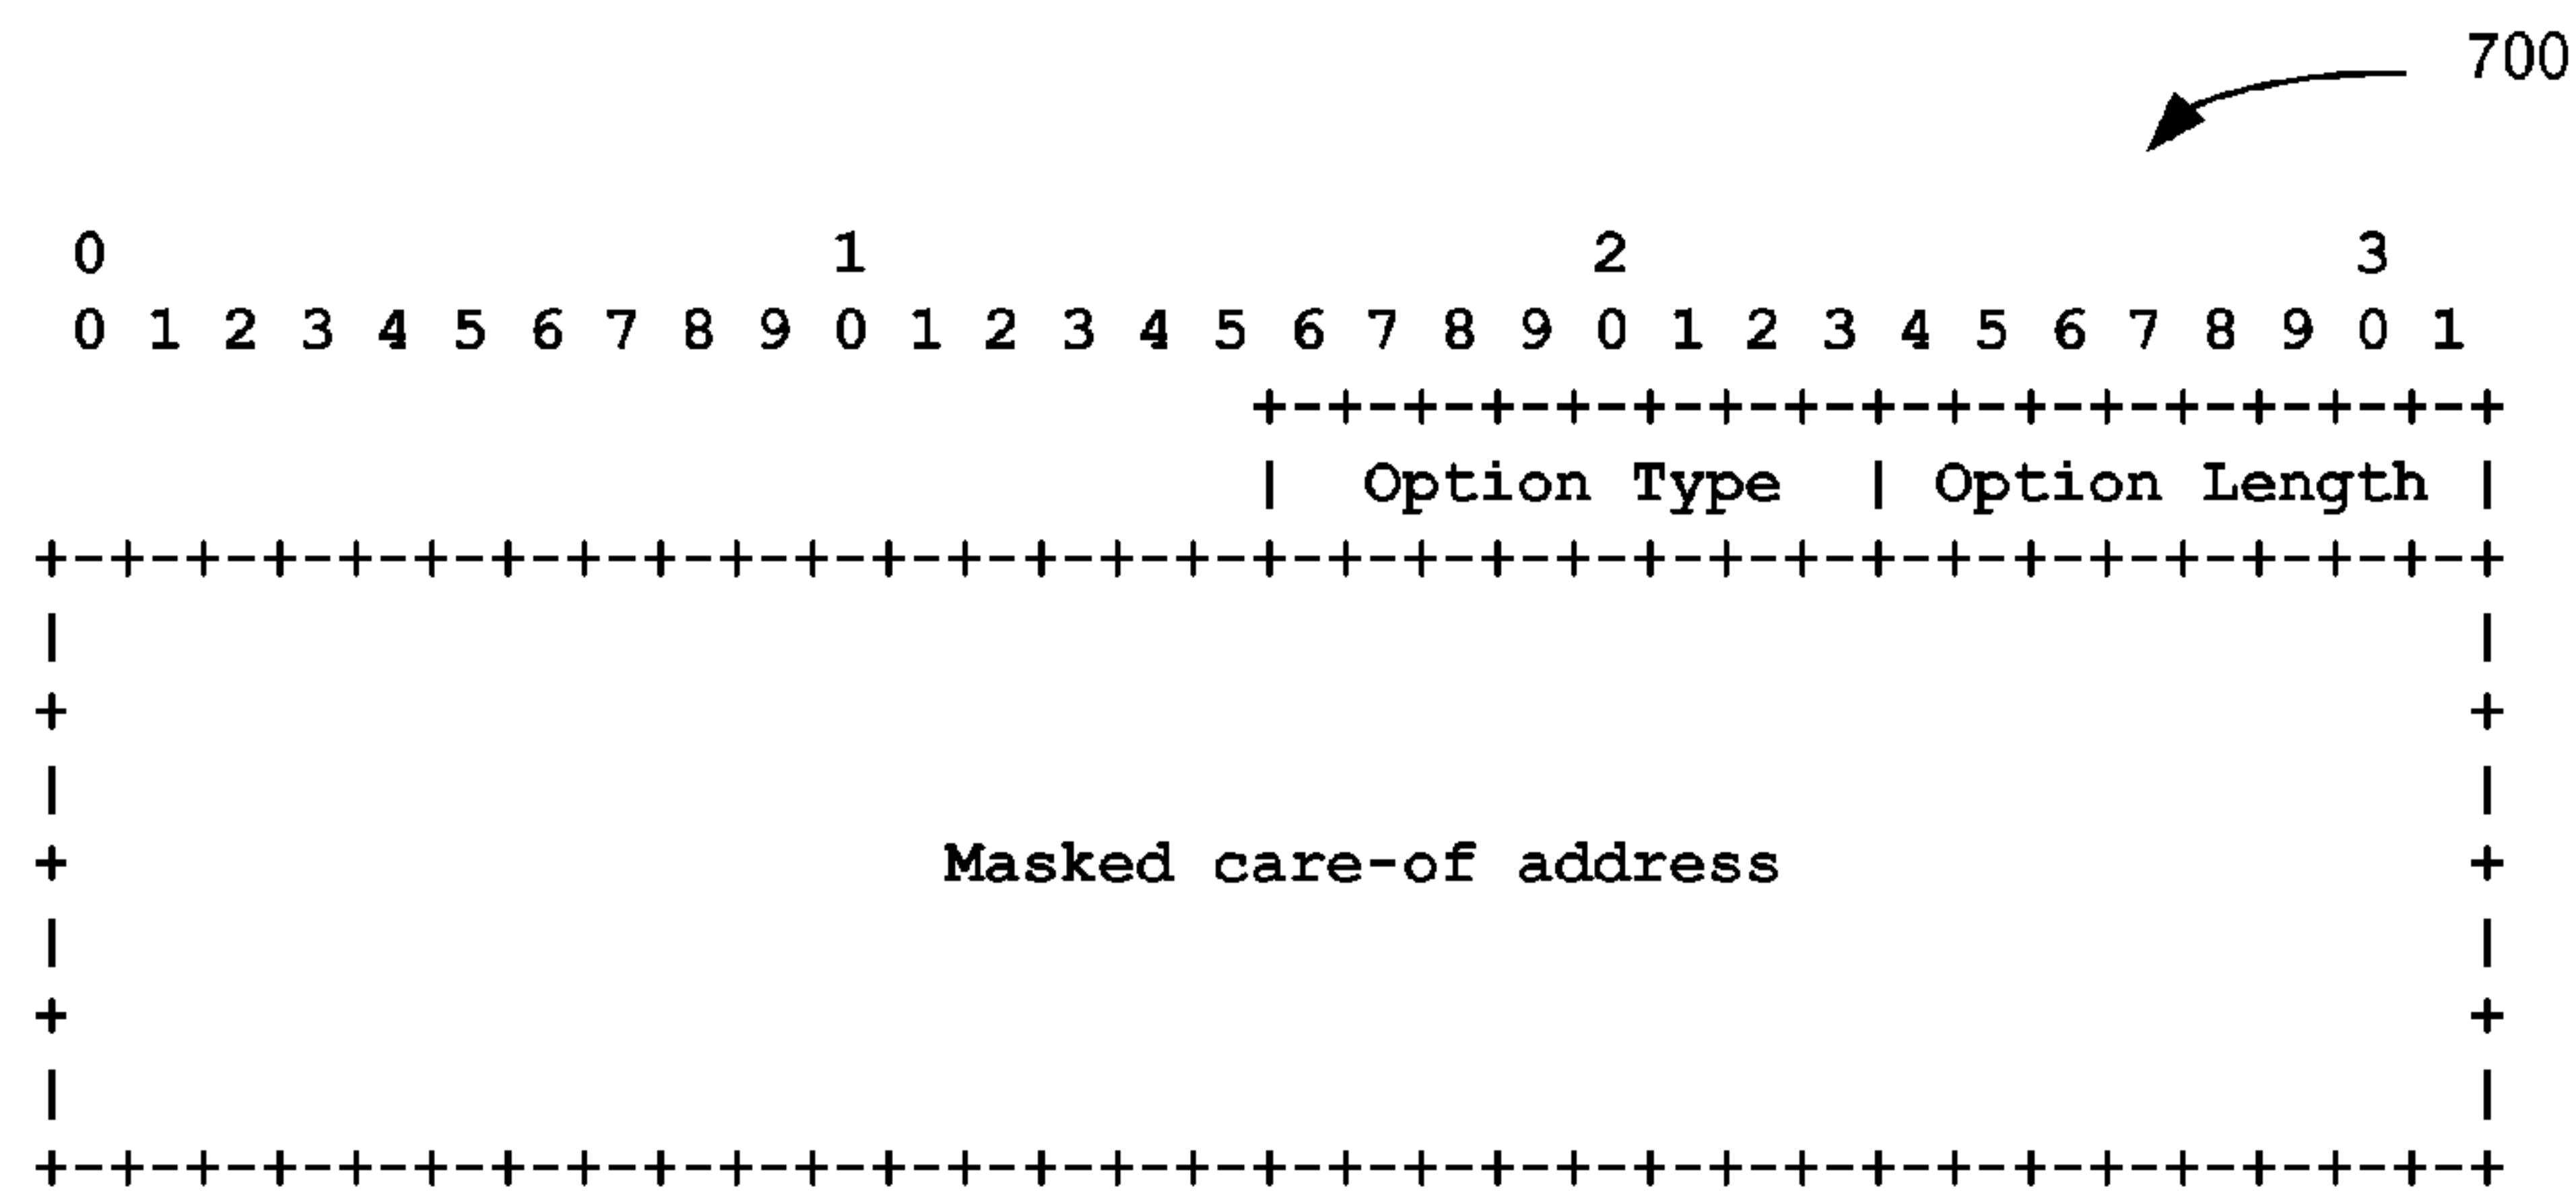 700
0 1 2 3
0 1 2 3 4 5 6 7 8 9 0 1 2 3 4 5 6 7 8 9 0 1 2 3 4 5 6 7 8 9 0 1
+-+-+-+-+-+-+-+-+-+-+-+-+-+-+-+-+
| Option Type | Option Length |
+-+-+-+-+-+-+-+-+-+-+-+-+-+-+-+-+-+-+-+-+-+-+-+-+-+-+-+-+-+-+-+-+
| |
+ +
| |
+ Masked care-of address +
| |
+ +
| |
+-+-+-+-+-+-+-+-+-+-+-+-+-+-+-+-+-+-+-+-+-+-+-+-+-+-+-+-+-+-+-+-+